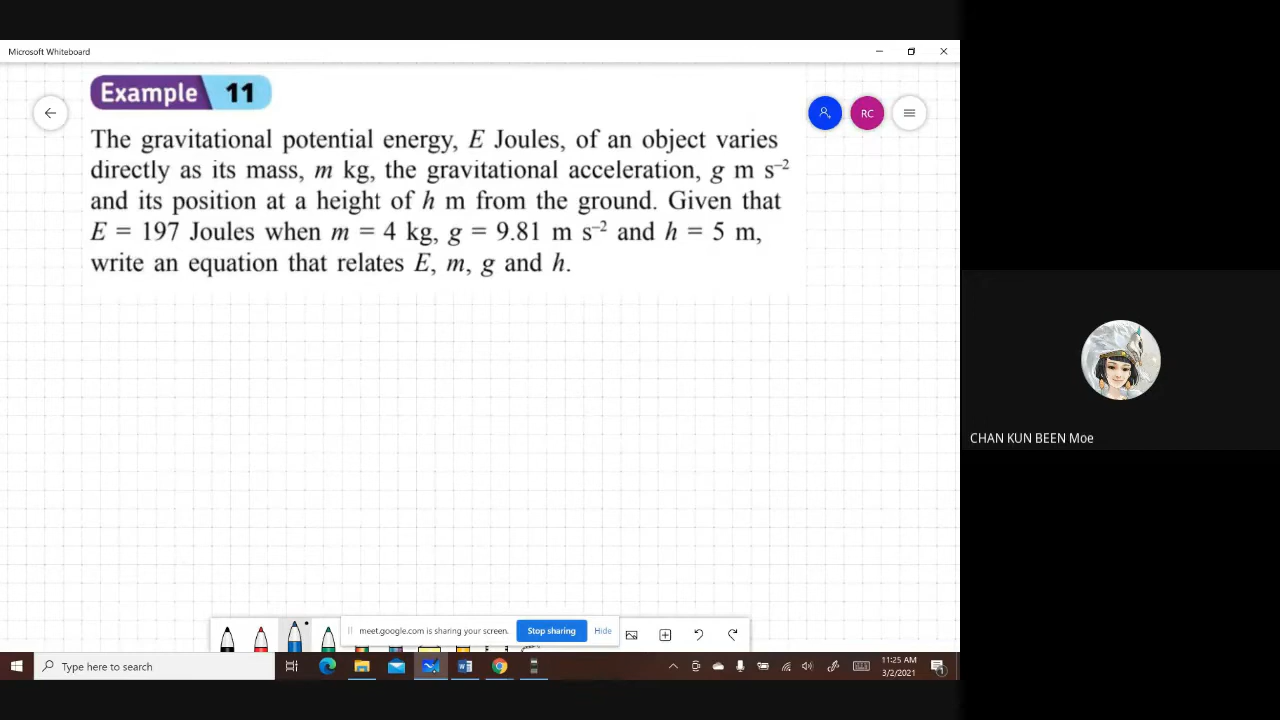 Microsoft Whiteboard
Example 11
RC
The gravitational potential energy, E Joules, of an object varies
directly as its mass, m kg, the gravitational acceleration, g m s⁻²
and its position at a height of h m from the ground. Given that
E = 197 Joules when m = 4 kg, g = 9.81 m s⁻² and h = 5 m,
write an equation that relates E, m, g and h.
CHAN KUN BEEN Moe
meet.google.com is sharing your screen.
Stop sharing
Hide
Type here to search
11:25 AM
3/2/2021
1